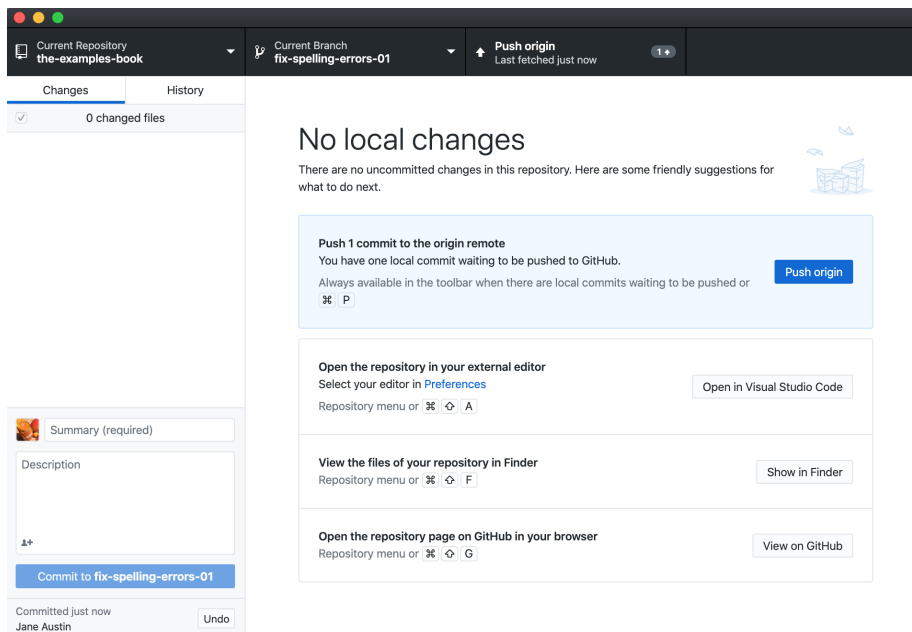 Current Repository
the-examples-book
Current Branch
fix-spelling-errors-01
Push origin
Last fetched just now
1
Changes
History
0 changed files
No local changes
There are no uncommitted changes in this repository. Here are some friendly suggestions for
what to do next.
Push 1 commit to the origin remote
You have one local commit waiting to be pushed to GitHub.
Always available in the toolbar when there are local commits waiting to be pushed or
⌘ P
Push origin
Open the repository in your external editor
Select your editor in Preferences
Repository menu or ⌘ ⇧ A
Open in Visual Studio Code
View the files of your repository in Finder
Repository menu or ⌘ ⇧ F
Show in Finder
Open the repository page on GitHub in your browser
Repository menu or ⌘ ⇧ G
View on GitHub
Summary (required)
Description
Commit to fix-spelling-errors-01
Committed just now
Jane Austin
Undo